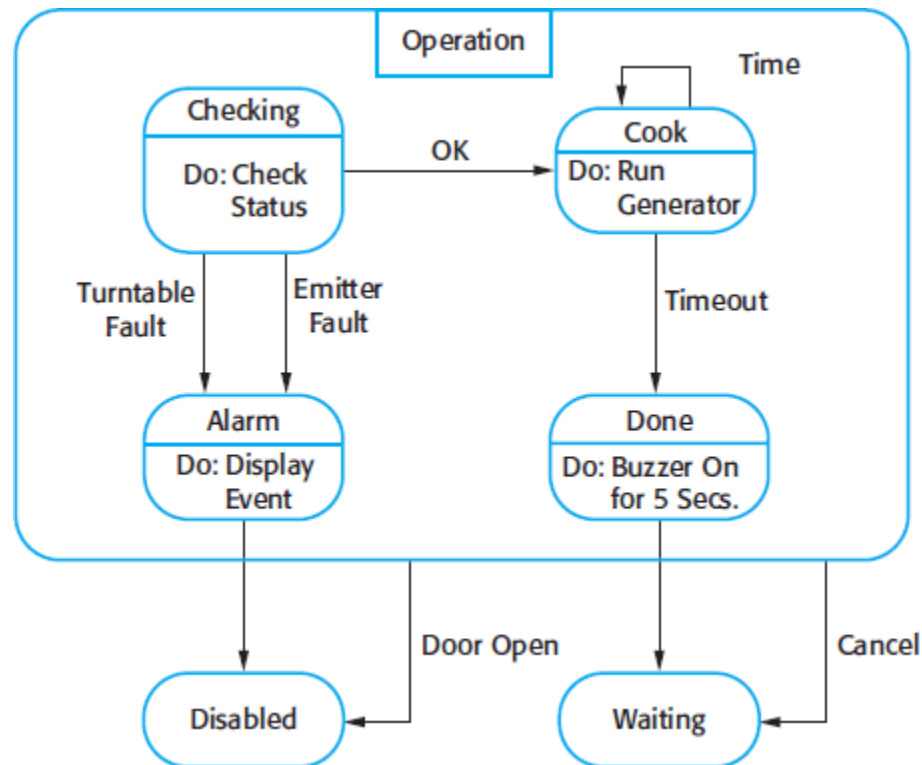 Operation
Time
Checking
Cook
OK
Do: Check
Status
Do: Run
Generator
Turntable
Fault
Emitter
Fault
Timeout
Alarm
Done
Do: Display
Event
Do: Buzzer On
for 5 Secs.
Door Open
Cancel
Disabled
Waiting